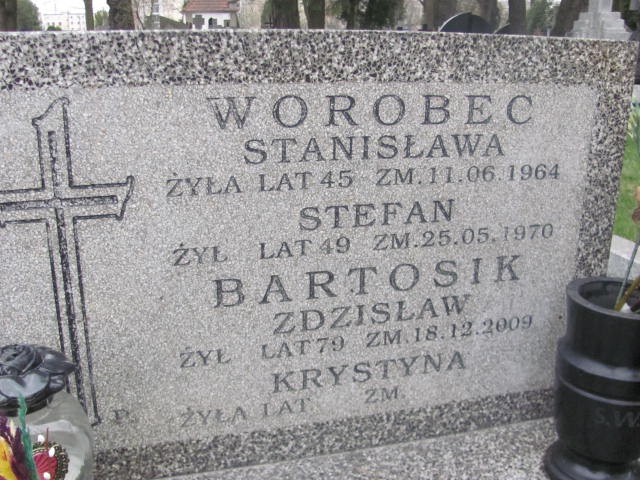 WOROBEC
STANISŁAWA
ŻYŁA LAT 45 ZM. 11.06.1964
STEFAN
ŻYŁ LAT 49 ZM. 25.05.1970
BARTOSIK
ZDZISŁAW
ŻYŁ LAT 79 ZM. 18.12.2009
KRYSTYNA
P. ŻYŁA LAT ZM.
S.W.